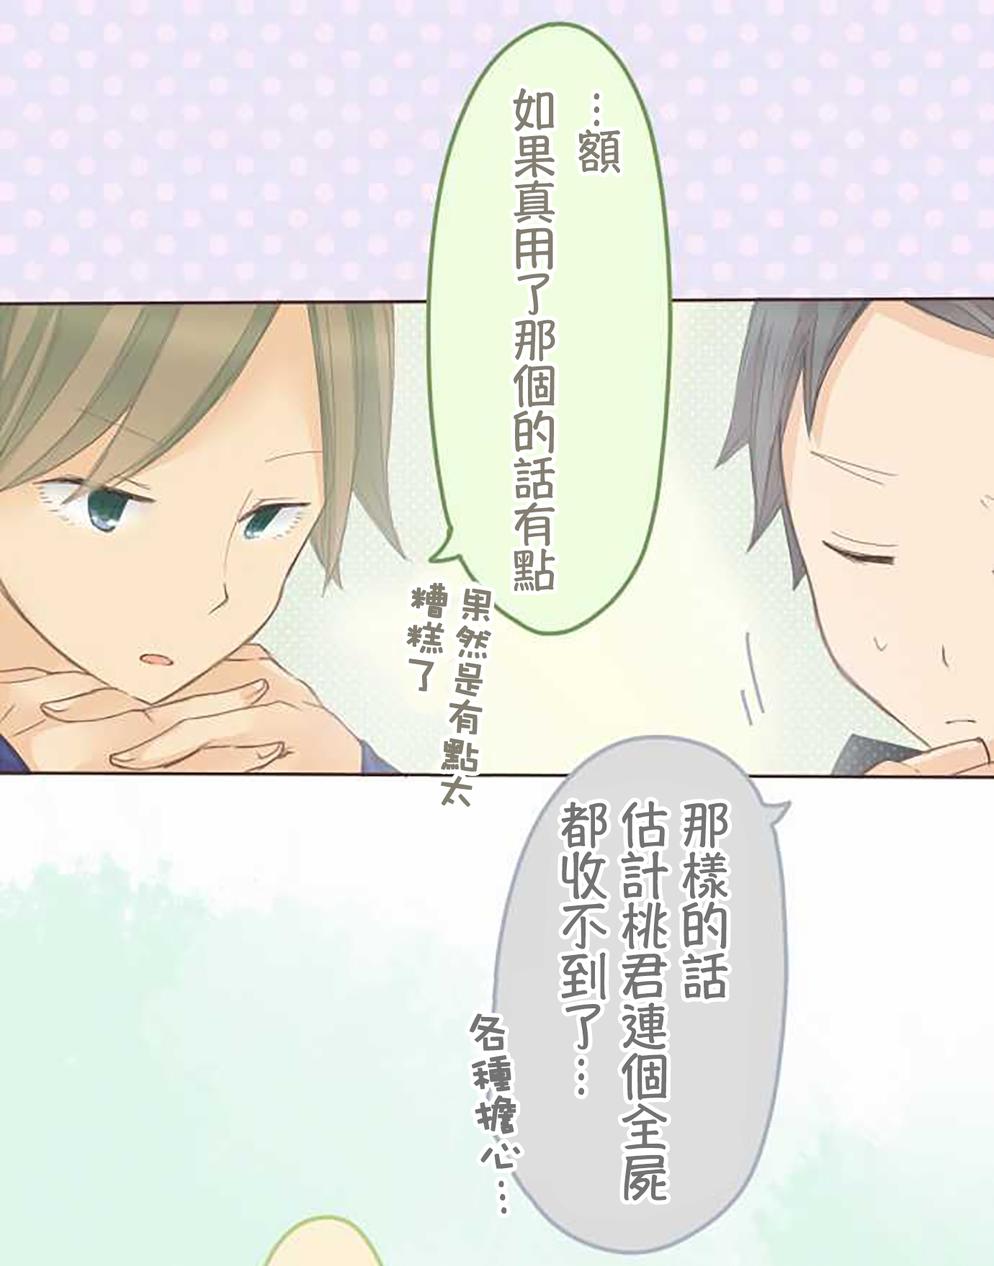 …額
如果真用了那個的話有點
果然是有點太
糟糕了
那樣的話
估計桃君連個全屍
都收不到了…
各種擔心…